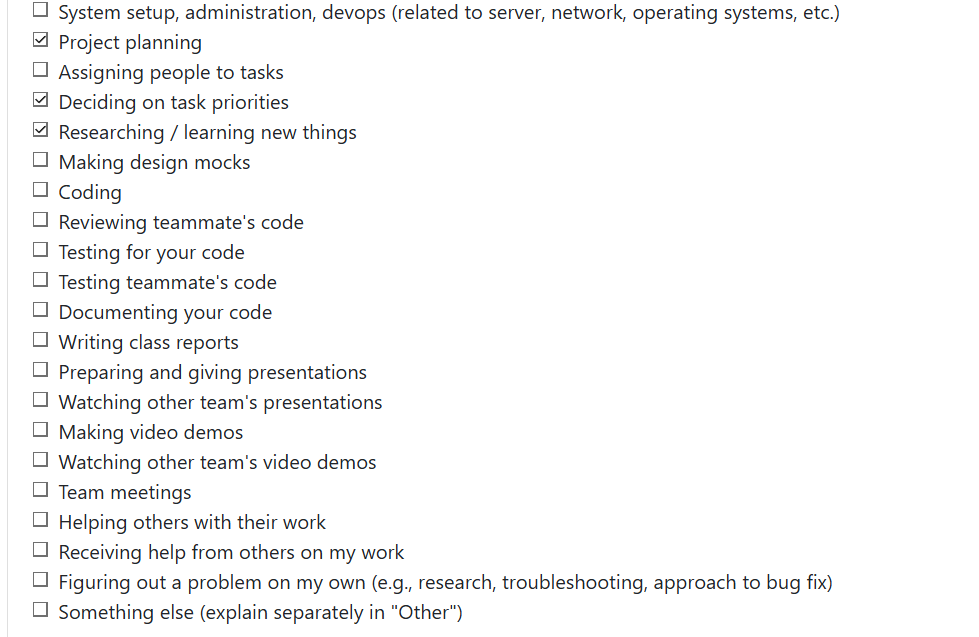 System setup, administration, devops (related to server, network, operating systems, etc.)
Project planning
Assigning people to tasks
Deciding on task priorities
Researching / learning new things
Making design mocks
Coding
Reviewing teammate's code
Testing for your code
Testing teammate's code
Documenting your code
Writing class reports
Preparing and giving presentations
Watching other team's presentations
Making video demos
Watching other team's video demos
Team meetings
Helping others with their work
Receiving help from others on my work
Figuring out a problem on my own (e.g., research, troubleshooting, approach to bug fix)
Something else (explain separately in "Other")